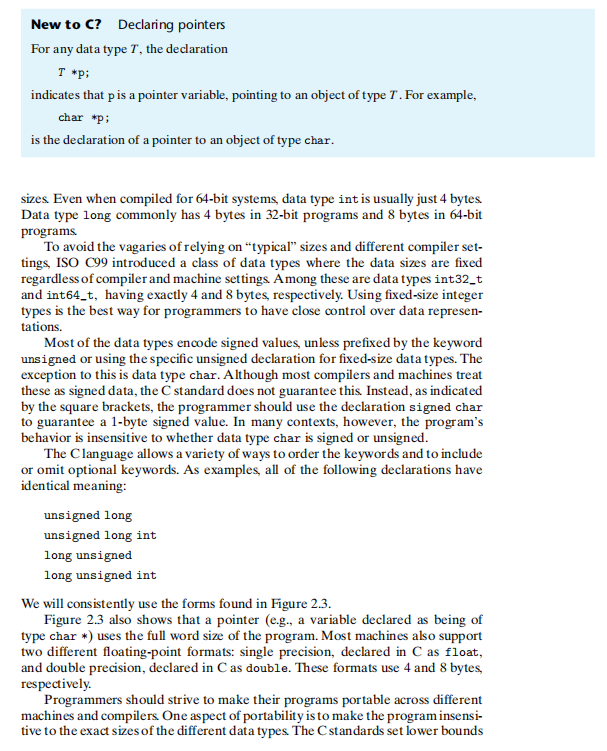 New to C? Declaring pointers
For any data type T, the declaration
T *p;
indicates that p is a pointer variable, pointing to an object of type T. For example,
char *p;
is the declaration of a pointer to an object of type char.
sizes. Even when compiled for 64-bit systems, data type int is usually just 4 bytes.
Data type long commonly has 4 bytes in 32-bit programs and 8 bytes in 64-bit
programs.
To avoid the vagaries of relying on “typical” sizes and different compiler set-
tings, ISO C99 introduced a class of data types where the data sizes are fixed
regardless of compiler and machine settings. Among these are data types int32_t
and int64_t, having exactly 4 and 8 bytes, respectively. Using fixed-size integer
types is the best way for programmers to have close control over data represen-
tations.
Most of the data types encode signed values, unless prefixed by the keyword
unsigned or using the specific unsigned declaration for fixed-size data types. The
exception to this is data type char. Although most compilers and machines treat
these as signed data, the C standard does not guarantee this. Instead, as indicated
by the square brackets, the programmer should use the declaration signed char
to guarantee a 1-byte signed value. In many contexts, however, the program’s
behavior is insensitive to whether data type char is signed or unsigned.
The C language allows a variety of ways to order the keywords and to include
or omit optional keywords. As examples, all of the following declarations have
identical meaning:
unsigned long
unsigned long int
long unsigned
long unsigned int
We will consistently use the forms found in Figure 2.3.
Figure 2.3 also shows that a pointer (e.g., a variable declared as being of
type char *) uses the full word size of the program. Most machines also support
two different floating-point formats: single precision, declared in C as float,
and double precision, declared in C as double. These formats use 4 and 8 bytes,
respectively.
Programmers should strive to make their programs portable across different
machines and compilers. One aspect of portability is to make the program insensi-
tive to the exact sizes of the different data types. The C standards set lower bounds